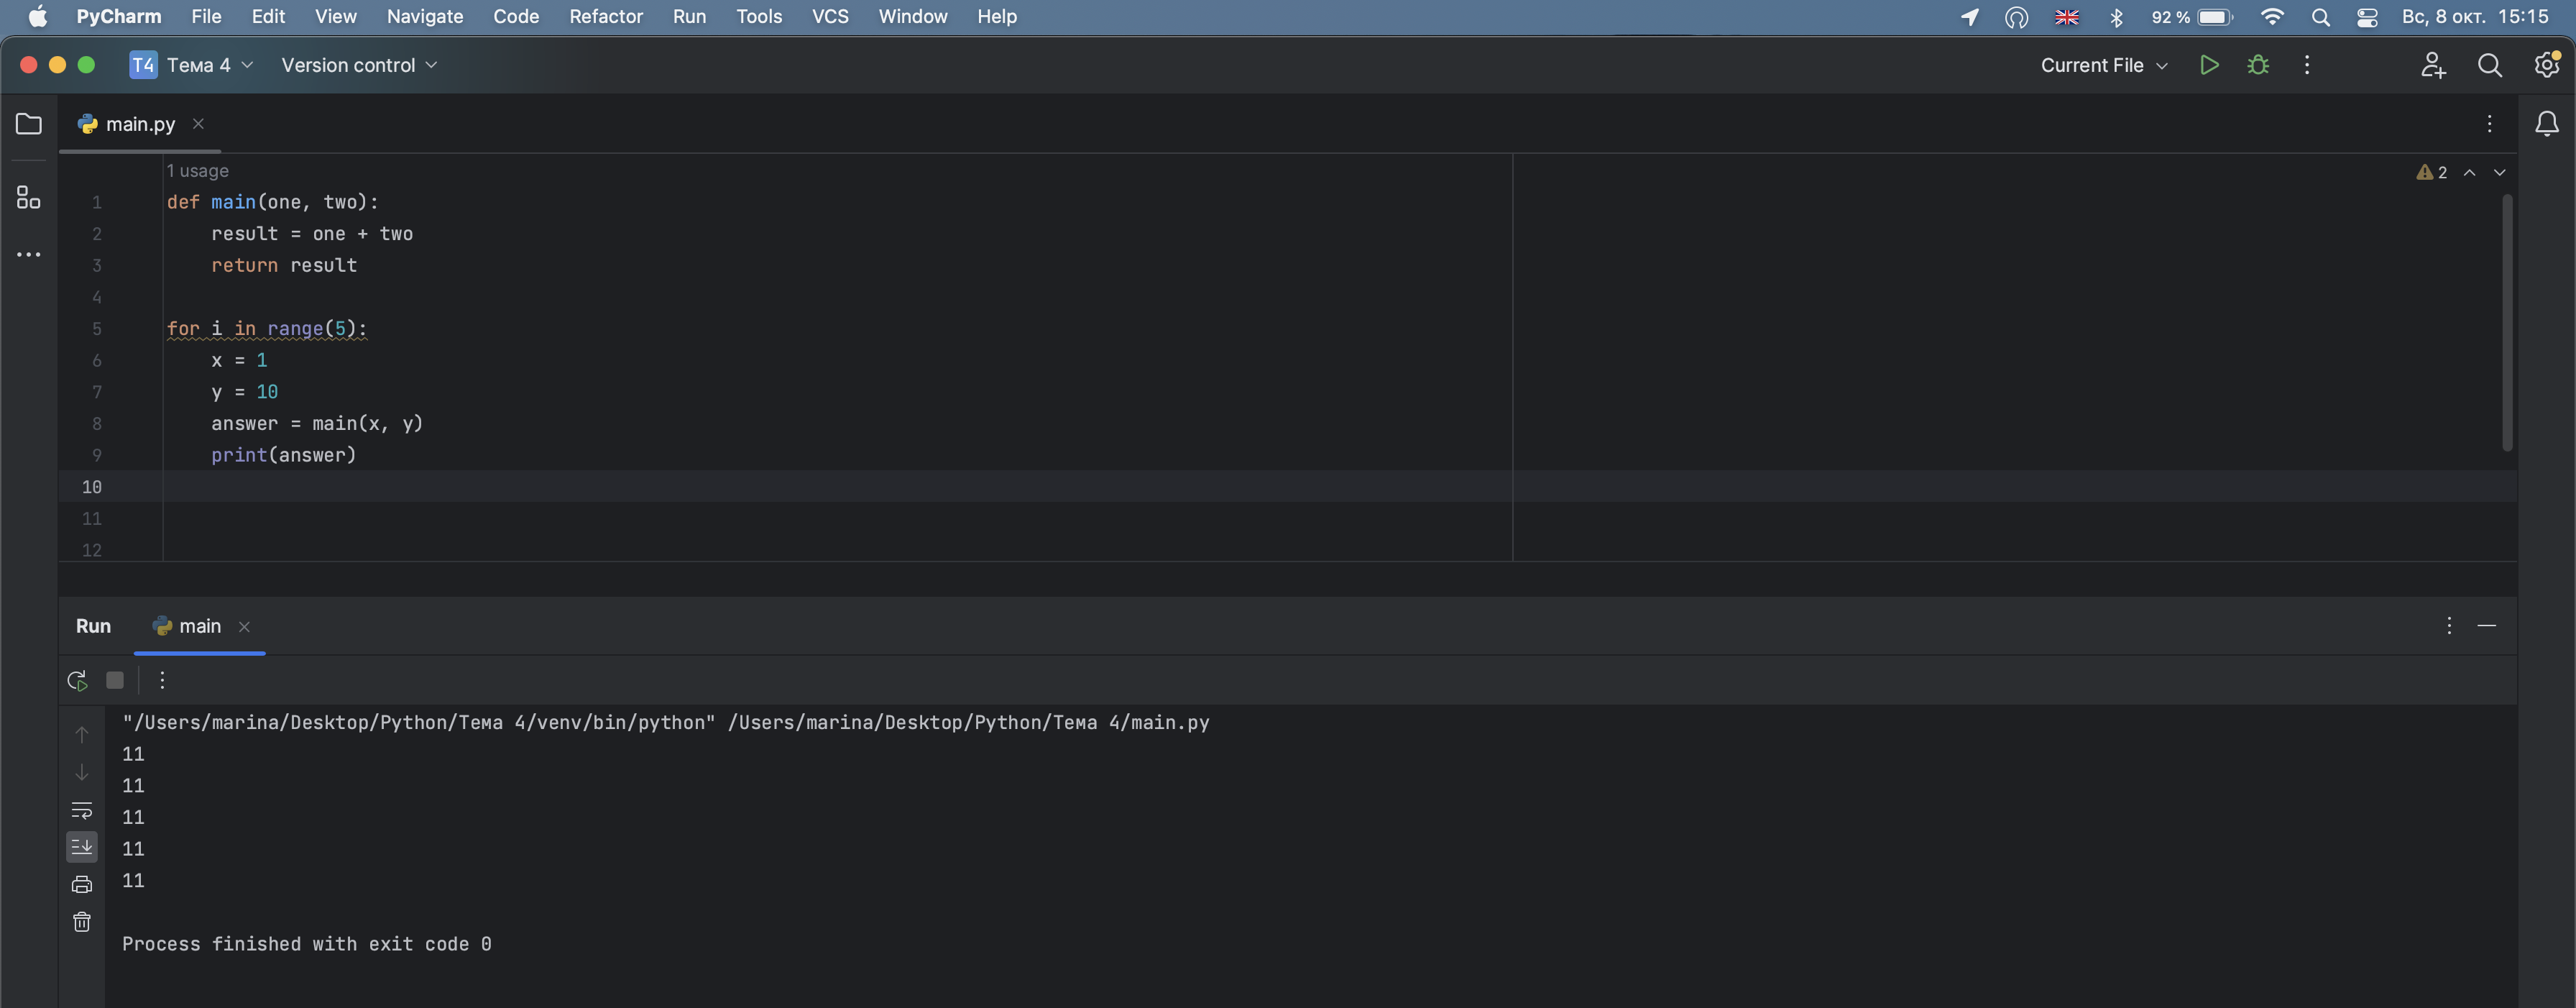 PyCharm File Edit View Navigate Code Refactor Run Tools VCS Window Help 92 % Вс, 8 окт. 15:15
T4 Тема 4 Version control Current File
main.py
1 usage
2
1 def main(one, two):
2 result = one + two
3 return result
4
5 for i in range(5):
6 x = 1
7 y = 10
8 answer = main(x, y)
9 print(answer)
10
11
12
Run main
"/Users/marina/Desktop/Python/Тема 4/venv/bin/python" /Users/marina/Desktop/Python/Тема 4/main.py
11
11
11
11
11
Process finished with exit code 0